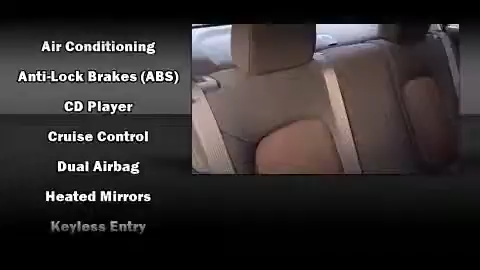 Air Conditioning
Anti-Lock Brakes (ABS)
CD Player
Cruise Control
Dual Airbag
Heated Mirrors
Keyless Entry